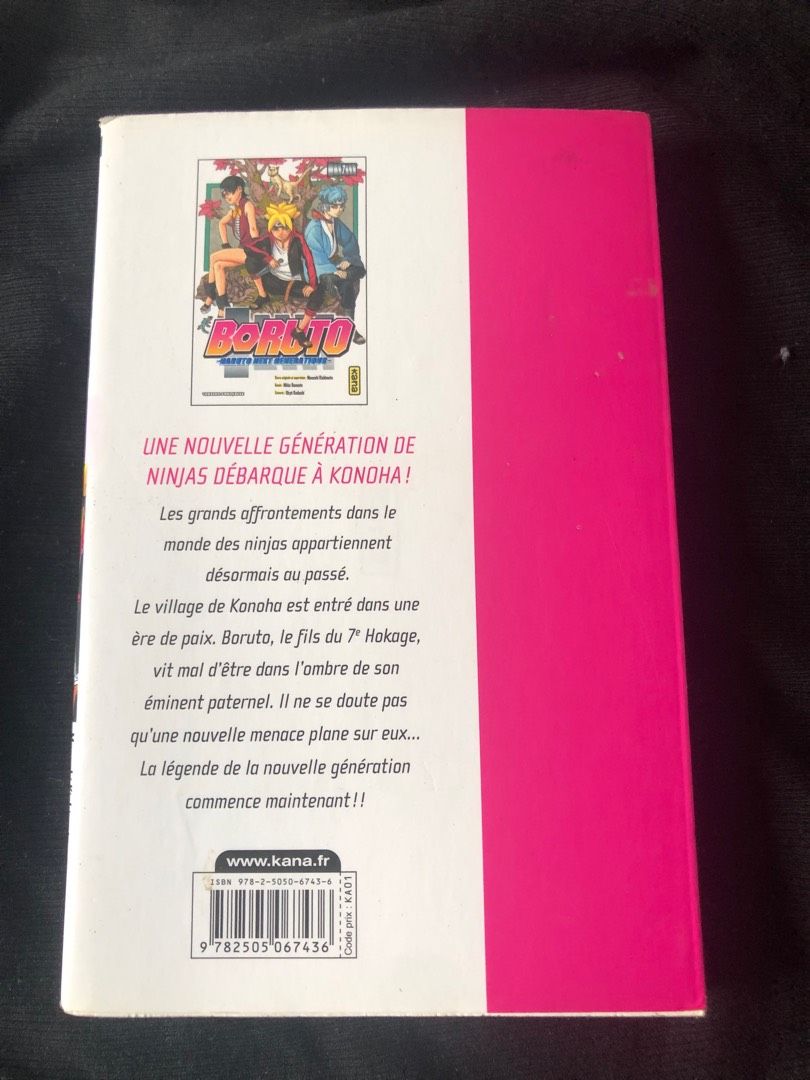 BORUTO
-NARUTO NEXT GENERATIONS-
KANA
UNE NOUVELLE GÉNÉRATION DE
NINJAS DÉBARQUE À KONOHA !
Les grands affrontements dans le
monde des ninjas appartiennent
désormais au passé.
Le village de Konoha est entré dans une
ère de paix. Boruto, le fils du 7e Hokage,
vit mal d'être dans l'ombre de son
éminent paternel. Il ne se doute pas
qu'une nouvelle menace plane sur eux...
La légende de la nouvelle génération
commence maintenant !!
www.kana.fr
ISBN 978-2-5050-6743-6
9 782505 067436
Code prix : KA01